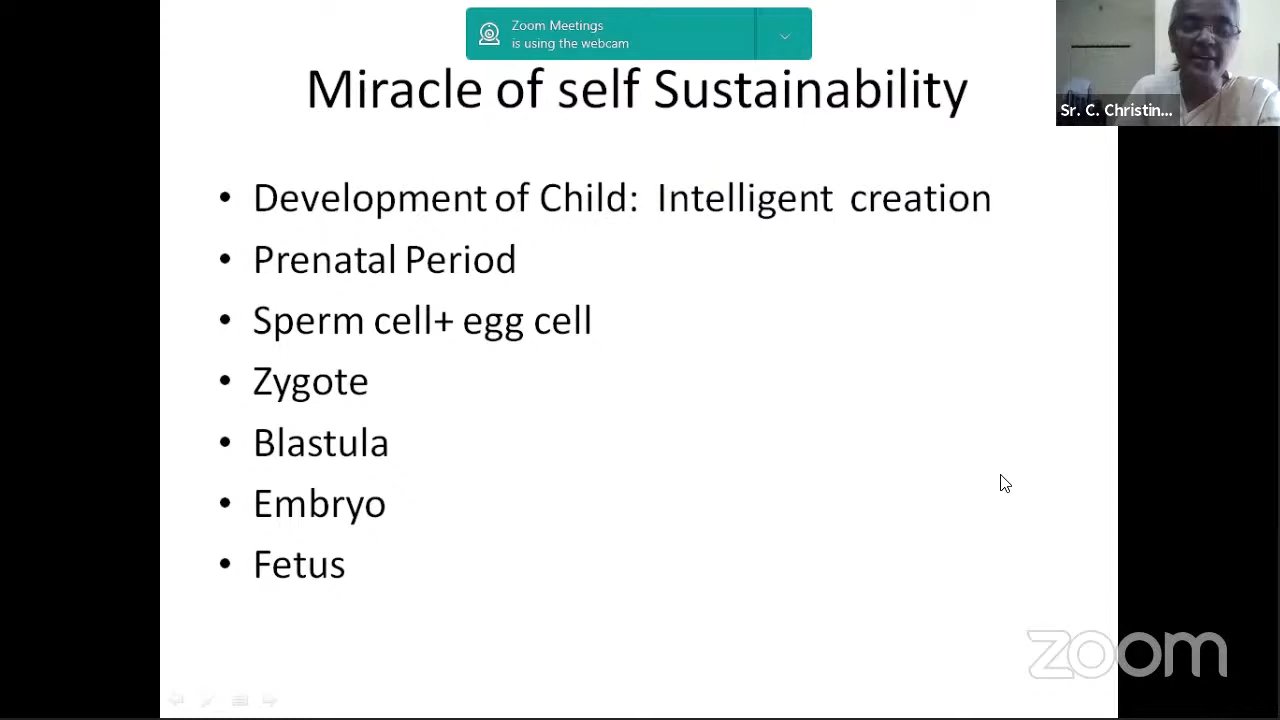 Zoom Meetings
is using the webcam
Miracle of self Sustainability
Sr. C. Christin...
• Development of Child: Intelligent creation
• Prenatal Period
• Sperm cell+ egg cell
• Zygote
• Blastula
• Embryo
• Fetus
zoom